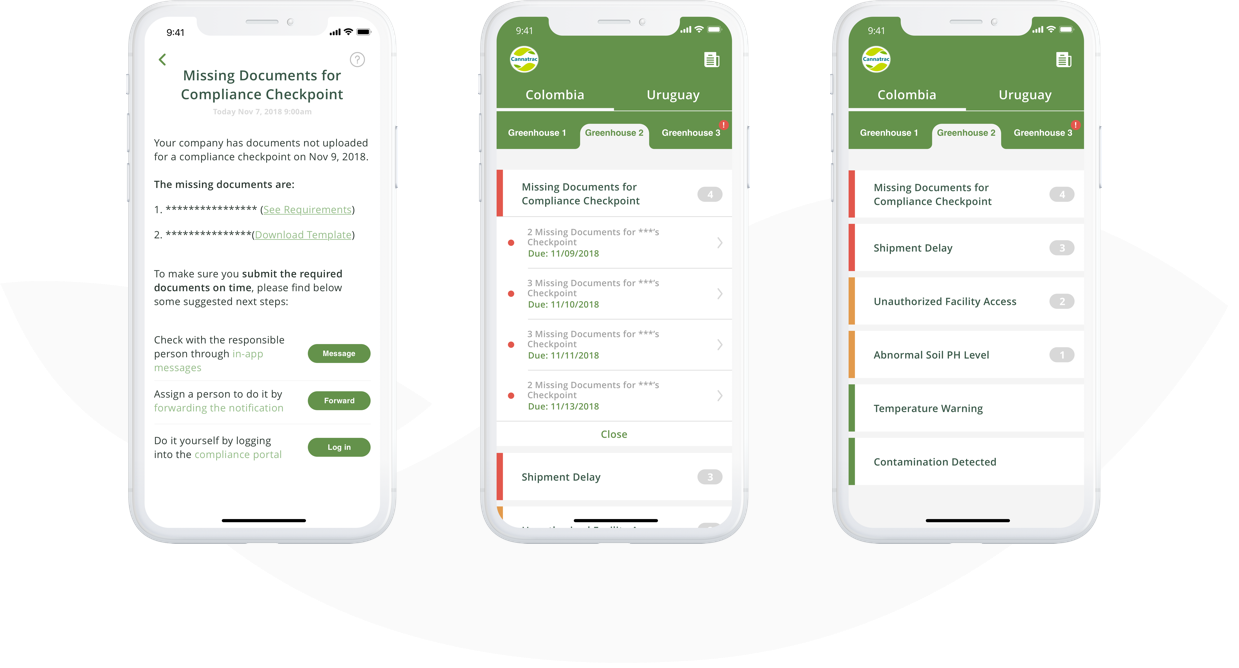 9:41
?
Missing Documents for
Compliance Checkpoint
Today Nov 7, 2018 9:00am
Your company has documents not uploaded
for a compliance checkpoint on Nov 9, 2018.
The missing documents are:
1. **************** (See Requirements)
2. ***************(Download Template)
To make sure you submit the required
documents on time, please find below
some suggested next steps:
Check with the responsible
person through in-app
messages
Message
Assign a person to do it by
forwarding the notification
Forward
Do it yourself by logging
into the compliance portal
Log in
9:41
Cannatrac
Colombia Uruguay
Greenhouse 1 Greenhouse 2 Greenhouse 3 !
Missing Documents for
Compliance Checkpoint
4
2 Missing Documents for ***'s
Checkpoint
Due: 11/09/2018
3 Missing Documents for ***'s
Checkpoint
Due: 11/10/2018
3 Missing Documents for ***'s
Checkpoint
Due: 11/11/2018
2 Missing Documents for ***'s
Checkpoint
Due: 11/13/2018
Close
Shipment Delay 3
9:41
Cannatrac
Colombia Uruguay
Greenhouse 1 Greenhouse 2 Greenhouse 3 !
Missing Documents for
Compliance Checkpoint
4
Shipment Delay 3
Unauthorized Facility Access 2
Abnormal Soil PH Level 1
Temperature Warning
Contamination Detected